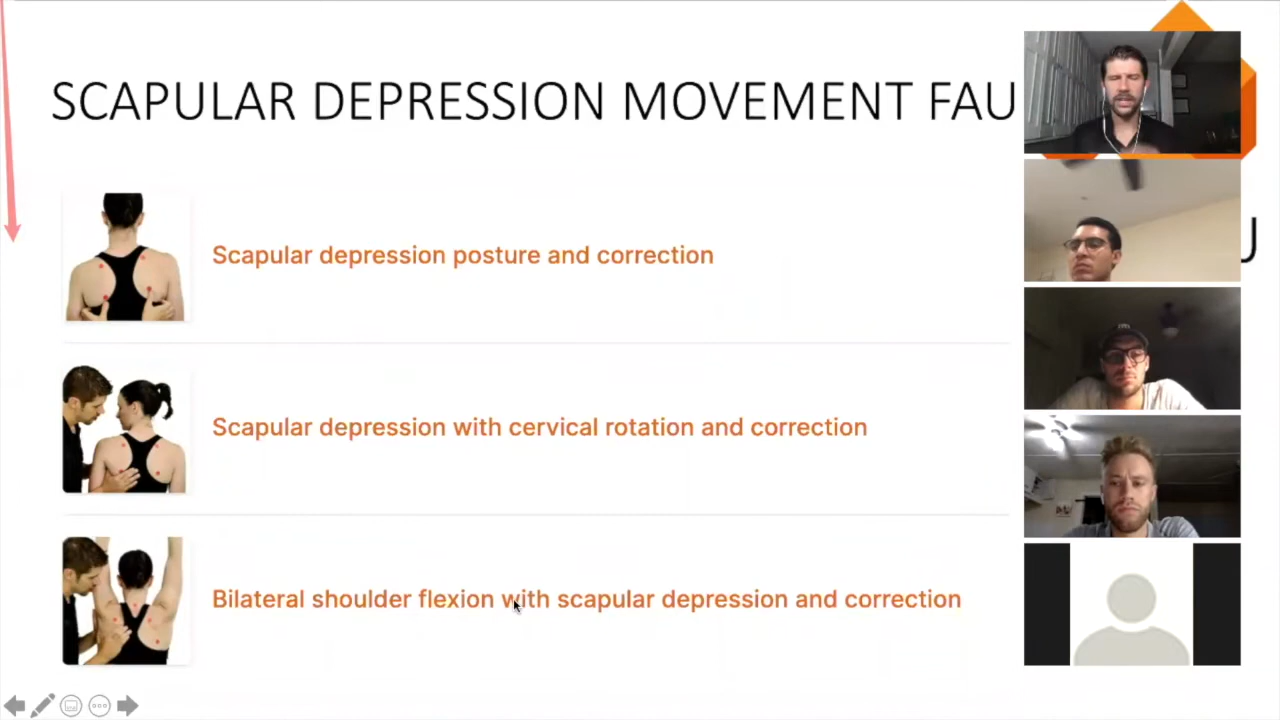 SCAPULAR DEPRESSION MOVEMENT FAU
Scapular depression posture and correction
Scapular depression with cervical rotation and correction
Bilateral shoulder flexion with scapular depression and correction